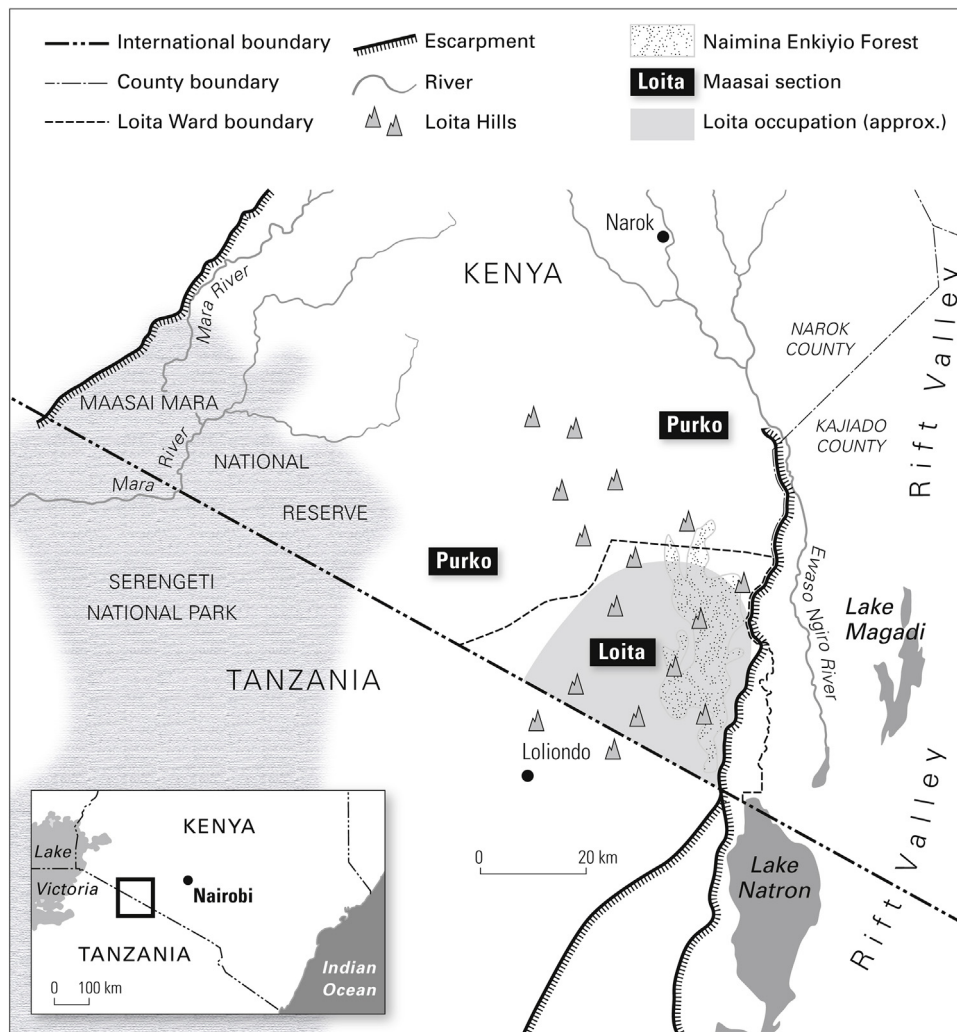 International boundary
County boundary
Loita Ward boundary
Escarpment
River
Loita Hills
Naimina Enkiyio Forest
Loita Maasai section
Loita occupation (approx.)
Narok
KENYA
Mara River
NAROK
COUNTY
Rift Valley
MAASAI MARA
Purko
KAJIADO
COUNTY
River
Mara
NATIONAL
RESERVE
Purko
SERENGETI
NATIONAL PARK
Ewaso Ngiro River
Lake
Magadi
Loita
TANZANIA
Loliondo
Rift Valley
0 20 km
Lake
Natron
KENYA
Lake
Victoria
Nairobi
TANZANIA
0 100 km
Indian
Ocean